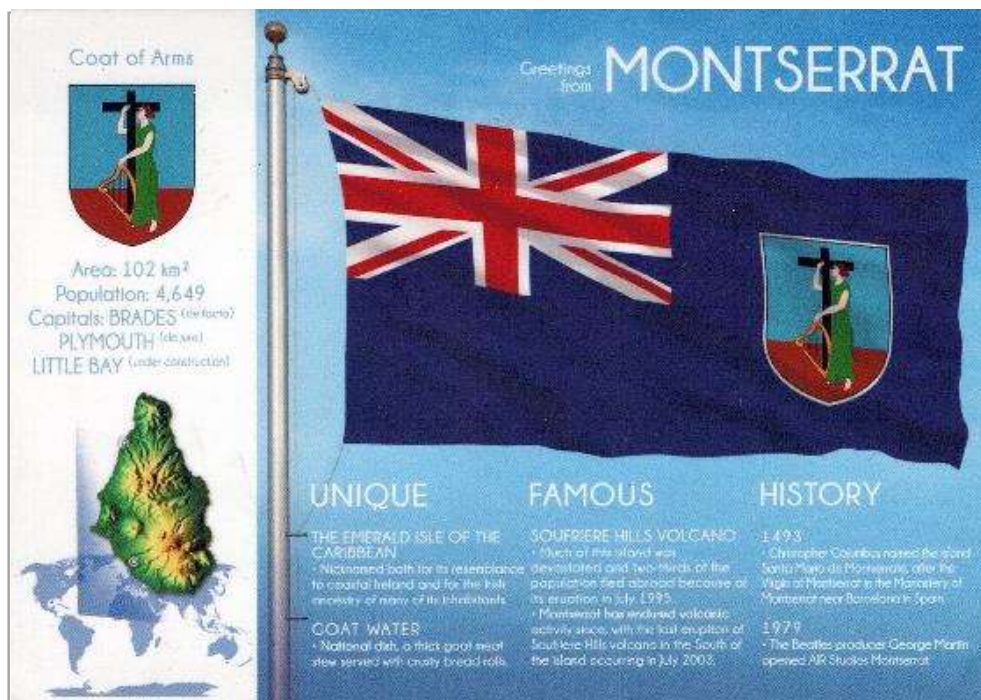 Coat of Arms
Area: 102 km²
Population: 4,649
Capitals: BRADES (de facto)
PLYMOUTH (de jure)
LITTLE BAY (under construction)
Greetings
from
MONTSERRAT
UNIQUE
THE EMERALD ISLE OF THE
CARIBBEAN
• Nicknamed both for its resemblance
to coastal Ireland and for the Irish
ancestry of many of its inhabitants.
GOAT WATER
• National dish, a thick goat meat
stew served with crusty bread rolls.
FAMOUS
SOUFRIERE HILLS VOLCANO
• Much of this island was
devastated and two-thirds of the
population fled abroad because of
its eruption in July 1995.
• Montserrat has endured volcanic
activity since, with the last eruption of
Soufriere Hills volcano in the South of
the island occurring in July 2003.
HISTORY
1493
• Christopher Columbus named the island
Santa Maria de Montserrate, after the
Virgin of Montserrat in the Monastery of
Montserrat near Barcelona in Spain.
1979
• The Beatles producer George Martin
opened AIR Studios Montserrat.